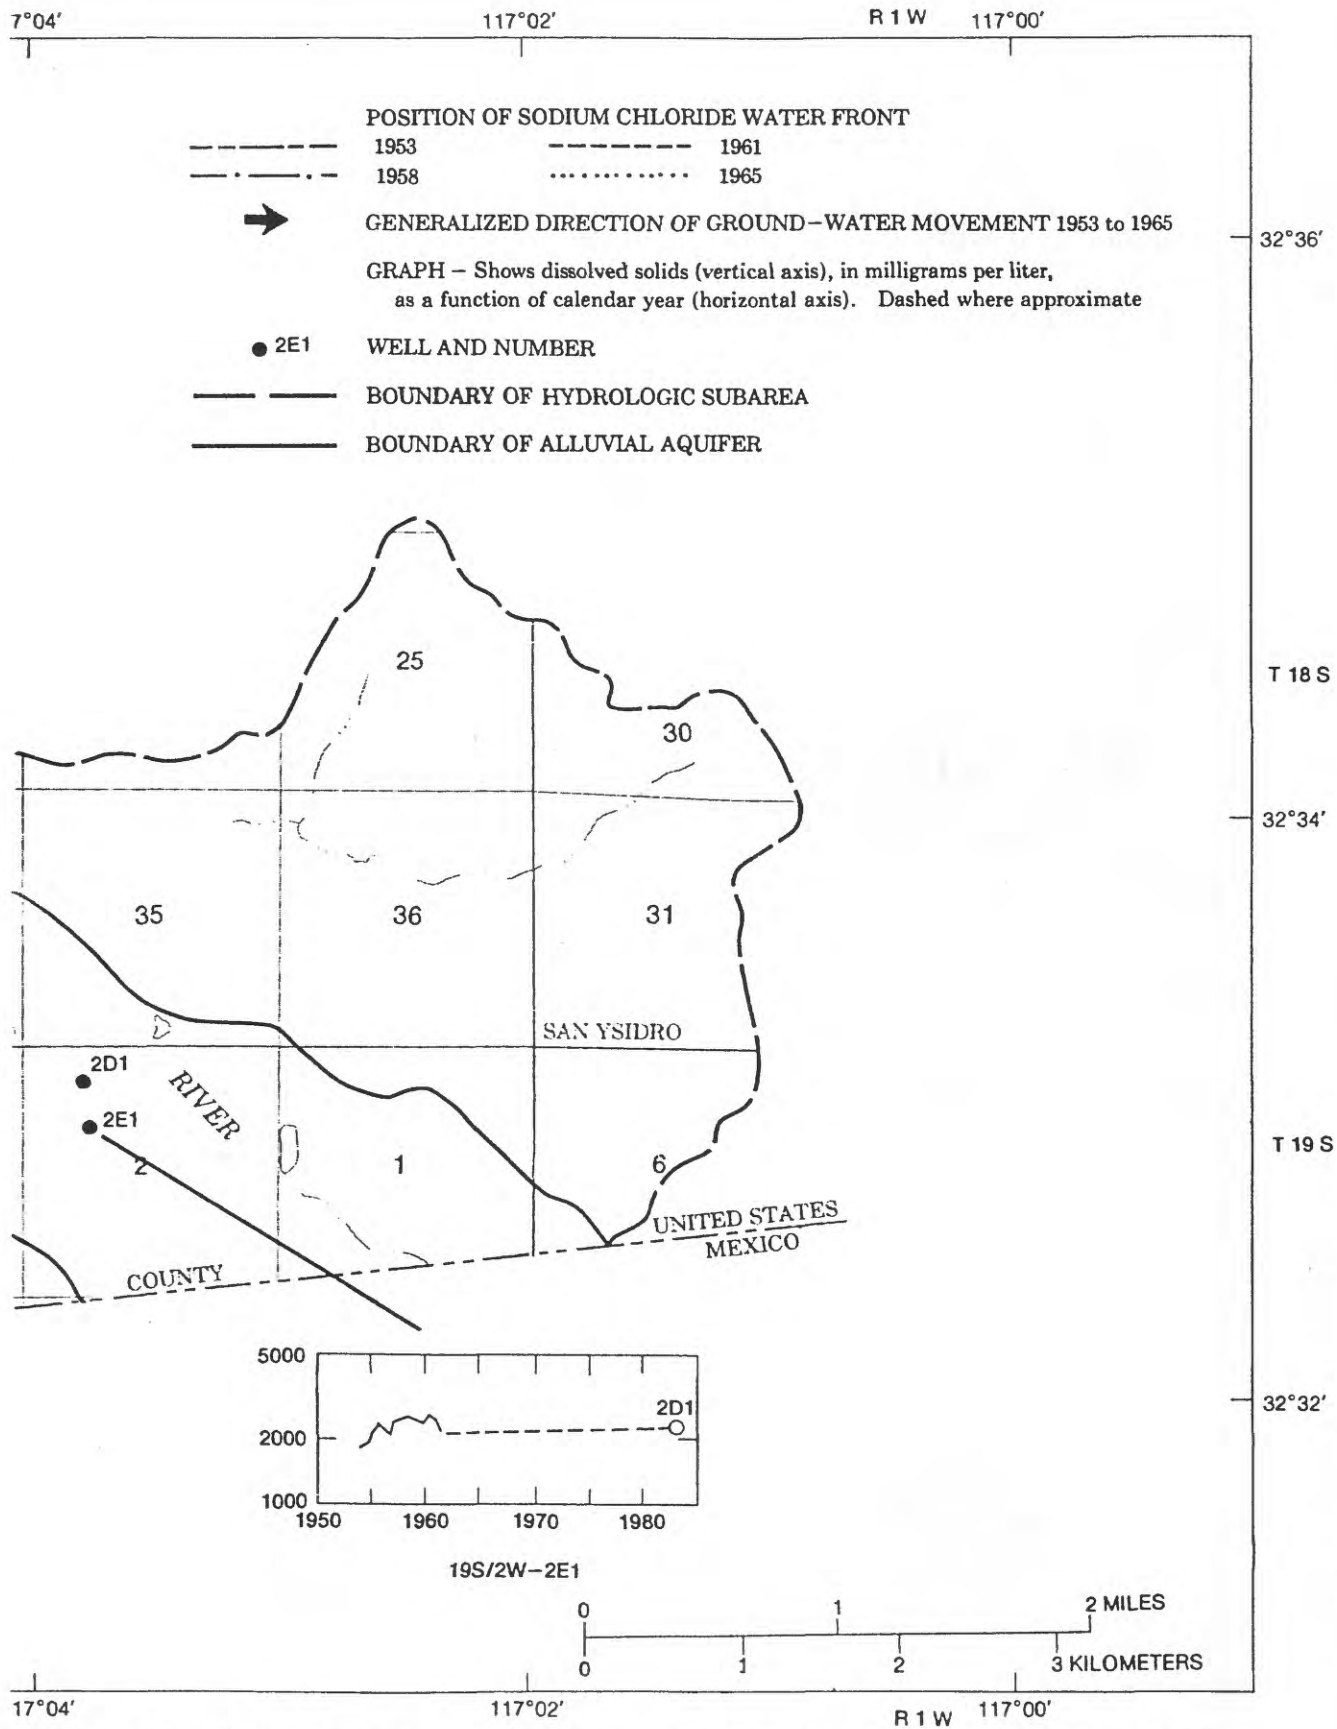 7°04′ 117°02′ R 1 W 117°00′
POSITION OF SODIUM CHLORIDE WATER FRONT
1953 1961
1958 1965
GENERALIZED DIRECTION OF GROUND–WATER MOVEMENT 1953 to 1965
32°36′
GRAPH – Shows dissolved solids (vertical axis), in milligrams per liter,
as a function of calendar year (horizontal axis). Dashed where approximate
2E1 WELL AND NUMBER
BOUNDARY OF HYDROLOGIC SUBAREA
BOUNDARY OF ALLUVIAL AQUIFER
25
T 18 S
30
32°34′
35 36 31
SAN YSIDRO
2D1
RIVER
2E1
2 1 6
T 19 S
UNITED STATES
MEXICO
COUNTY
5000
2D1
32°32′
2000
1000
1950 1960 1970 1980
19S/2W–2E1
0 1 2 MILES
0 1 2 3 KILOMETERS
17°04′ 117°02′ R 1 W 117°00′